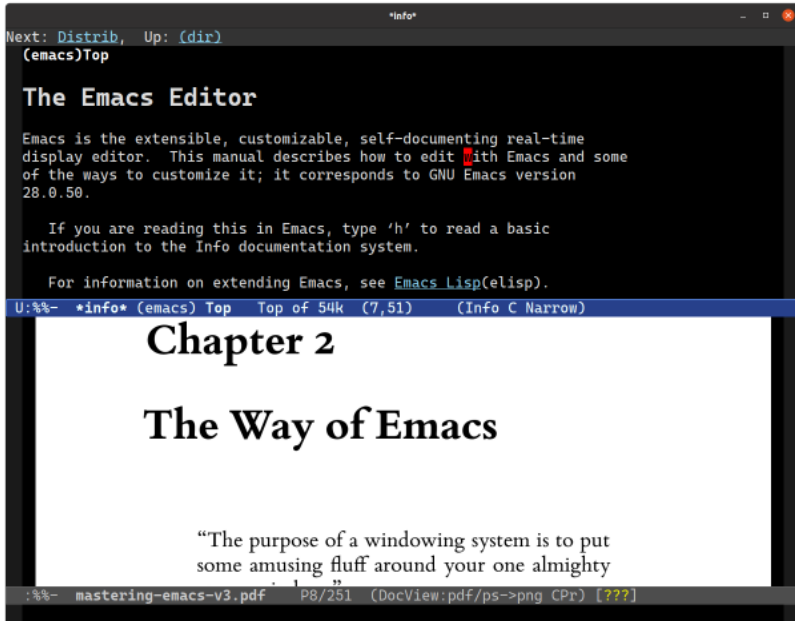 *info*
Next: Distrib,  Up: (dir)
(emacs)Top
The Emacs Editor
Emacs is the extensible, customizable, self-documenting real-time
display editor.  This manual describes how to edit with Emacs and some
of the ways to customize it; it corresponds to GNU Emacs version
28.0.50.
If you are reading this in Emacs, type ‘h’ to read a basic
introduction to the Info documentation system.
For information on extending Emacs, see Emacs Lisp(elisp).
U:%%-  *info* (emacs) Top   Top of 54k  (7,51)     (Info C Narrow)
Chapter 2
The Way of Emacs
“The purpose of a windowing system is to put
some amusing fluff around your one almighty
:%%-  mastering-emacs-v3.pdf    P8/251  (DocView:pdf/ps->png CPr) [???]